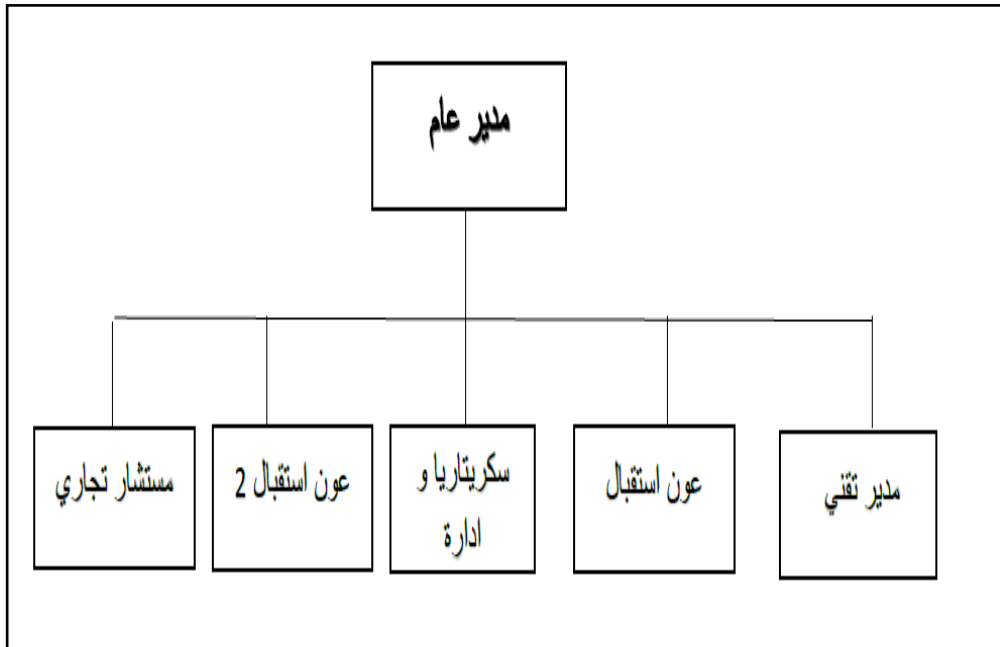 مدير عام
مدير تقني
عون استقبال
سكريتاريا و
ادارة
عون استقبال 2
مستشار تجاري